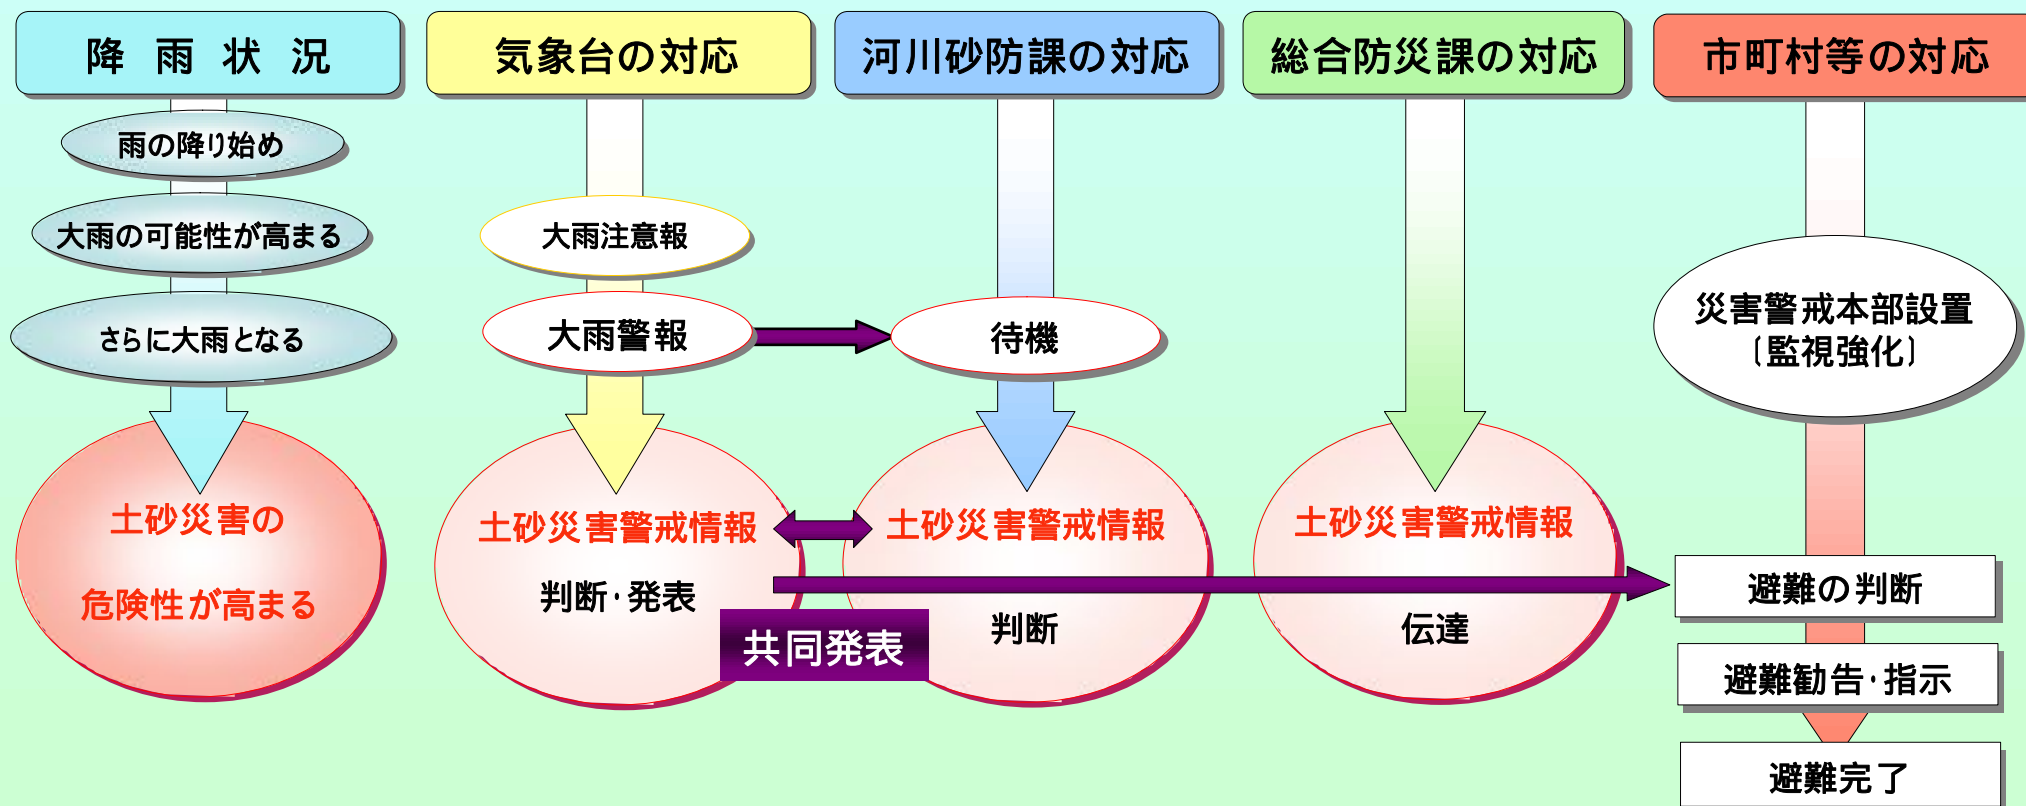 降雨状況
雨の降り始め
大雨の可能性が高まる
さらに大雨となる
土砂災害の
危険性が高まる
気象台の対応
大雨注意報
大雨警報
土砂災害警戒情報
判断・発表
共同発表
河川砂防課の対応
待機
土砂災害警戒情報
判断
総合防災課の対応
土砂災害警戒情報
伝達
市町村等の対応
災害警戒本部設置
〔監視強化〕
避難の判断
避難勧告・指示
避難完了